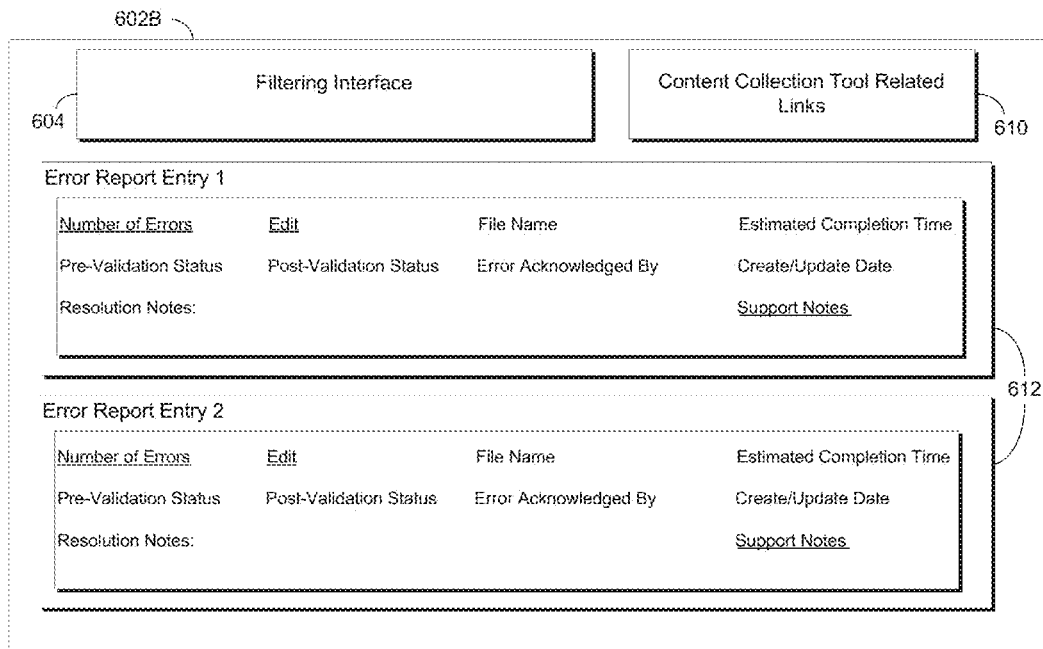 602B
Filtering Interface
Content Collection Tool Related
Links
604
610
Error Report Entry 1
Number of Errors Edit File Name Estimated Completion Time
Pre-Validation Status Post-Validation Status Error Acknowledged By Create/Update Date
Resolution Notes: Support Notes
612
Error Report Entry 2
Number of Errors Edit File Name Estimated Completion Time
Pre-Validation Status Post-Validation Status Error Acknowledged By Create/Update Date
Resolution Notes: Support Notes